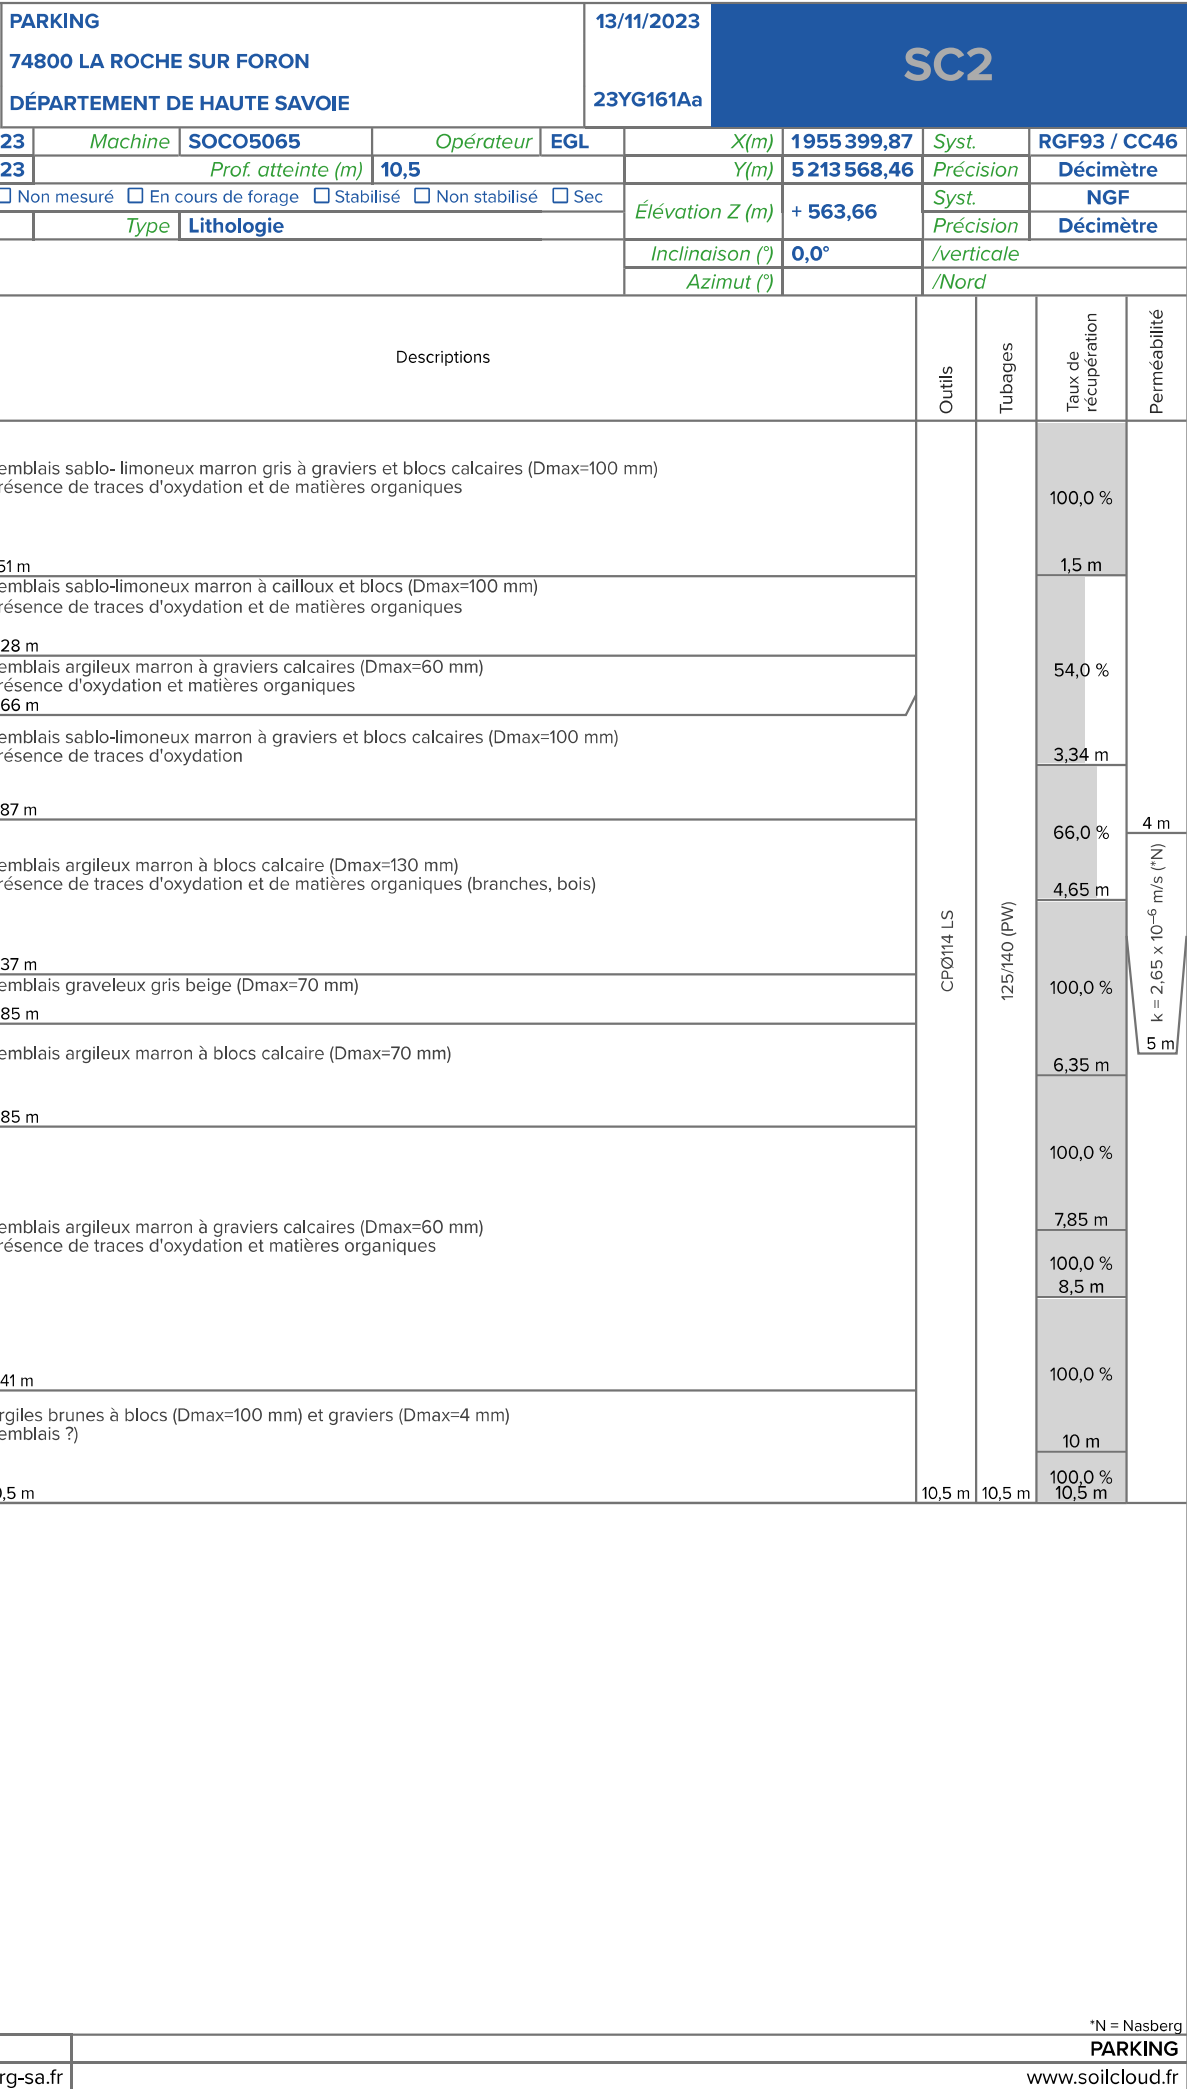 PARKING
13/11/2023
SC2
74800 LA ROCHE SUR FORON
DÉPARTEMENT DE HAUTE SAVOIE
23YG161Aa
23 Machine SOCO5065 Opérateur EGL X(m) 1 955 399,87 Syst. RGF93 / CC46
23 Prof. atteinte (m) 10,5 Y(m) 5 213 568,46 Précision Décimètre
☐ Non mesuré ☐ En cours de forage ☐ Stabilisé ☐ Non stabilisé ☐ Sec Élévation Z (m) + 563,66 Syst. NGF
Type Lithologie Précision Décimètre
Inclinaison (°) 0,0° /verticale
Azimut (°) /Nord
Descriptions
Outils
Tubages
Taux de
récupération
Perméabilité
emblais sablo- limoneux marron gris à graviers et blocs calcaires (Dmax=100 mm)
résence de traces d'oxydation et de matières organiques
51 m
emblais sablo-limoneux marron à cailloux et blocs (Dmax=100 mm)
résence de traces d'oxydation et de matières organiques
28 m
emblais argileux marron à graviers calcaires (Dmax=60 mm)
résence d'oxydation et matières organiques
66 m
emblais sablo-limoneux marron à graviers et blocs calcaires (Dmax=100 mm)
résence de traces d'oxydation
87 m
emblais argileux marron à blocs calcaire (Dmax=130 mm)
résence de traces d'oxydation et de matières organiques (branches, bois)
37 m
emblais graveleux gris beige (Dmax=70 mm)
85 m
emblais argileux marron à blocs calcaire (Dmax=70 mm)
85 m
emblais argileux marron à graviers calcaires (Dmax=60 mm)
résence de traces d'oxydation et matières organiques
41 m
rgiles brunes à blocs (Dmax=100 mm) et graviers (Dmax=4 mm)
emblais ?)
,5 m
CPØ114 LS
10,5 m
125/140 (PW)
10,5 m
100,0 %
1,5 m
54,0 %
3,34 m
66,0 %
4,65 m
100,0 %
6,35 m
100,0 %
7,85 m
100,0 %
8,5 m
100,0 %
10 m
100,0 %
10,5 m
4 m
k = 2,65 x 10⁻⁶ m/s (*N)
5 m
*N = Nasberg
PARKING
rg-sa.fr
www.soilcloud.fr